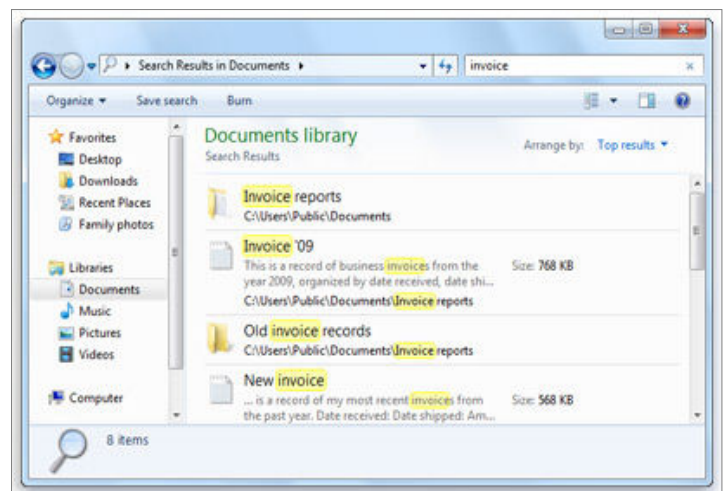 Search Results in Documents
invoice
Organize
Save search
Burn
Favorites
Desktop
Downloads
Recent Places
Family photos
Libraries
Documents
Music
Pictures
Videos
Computer
Documents library
Search Results
Arrange by: Top results
Invoice reports
C:\Users\Public\Documents
Invoice '09
This is a record of business invoices from the
year 2009, organized by date received, date shi...
Size: 768 KB
C:\Users\Public\Documents\Invoice reports
Old invoice records
C:\Users\Public\Documents\Invoice reports
New invoice
... is a record of my most recent invoices from
the past year. Date received: Date shipped: Am...
Size: 568 KB
8 items